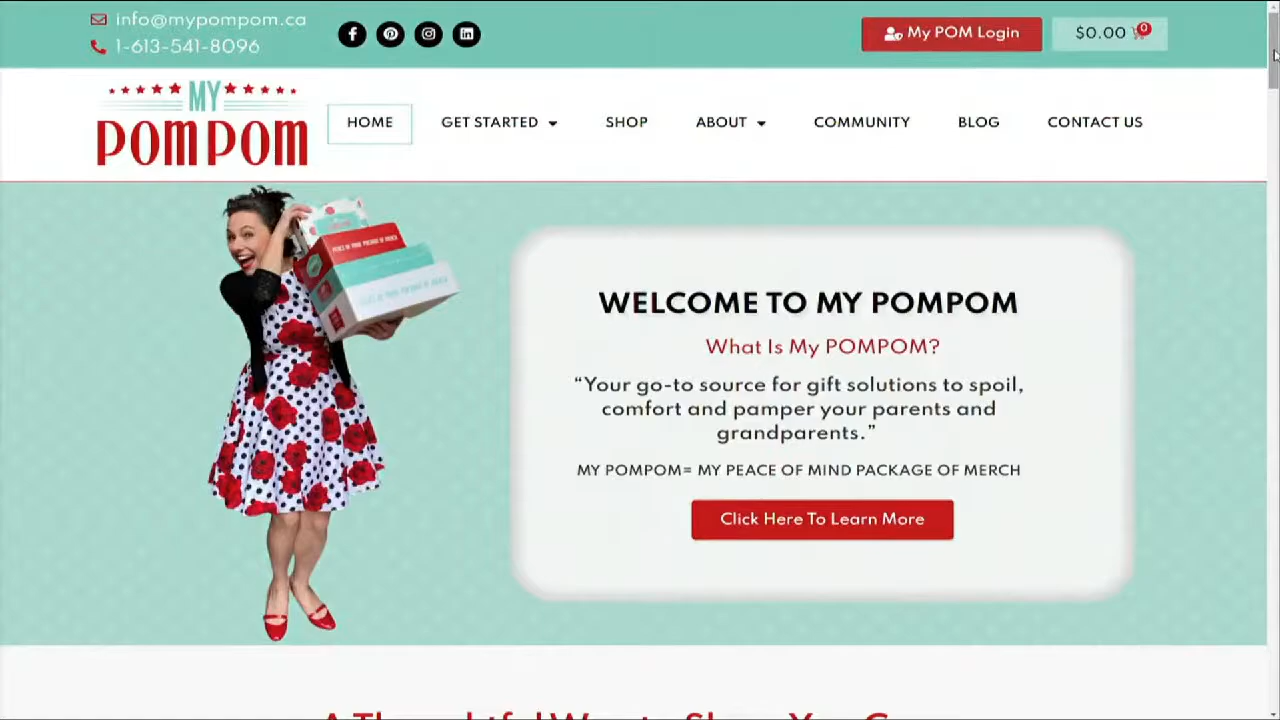 info@mypompom.ca
1-613-541-8096
My POM Login
$0.00
0
MY
POMPOM
HOME
GET STARTED
SHOP
ABOUT
COMMUNITY
BLOG
CONTACT US
WELCOME TO MY POMPOM
What Is My POMPOM?
“Your go-to source for gift solutions to spoil,
comfort and pamper your parents and
grandparents.”
MY POMPOM= MY PEACE OF MIND PACKAGE OF MERCH
Click Here To Learn More